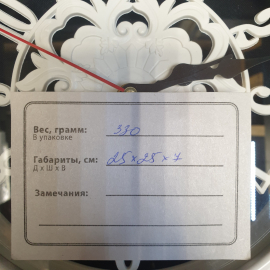 Вес, грамм: 330
В упаковке
Габариты, см: 25 x 25 x 7
Д х Ш х В
Замечания: